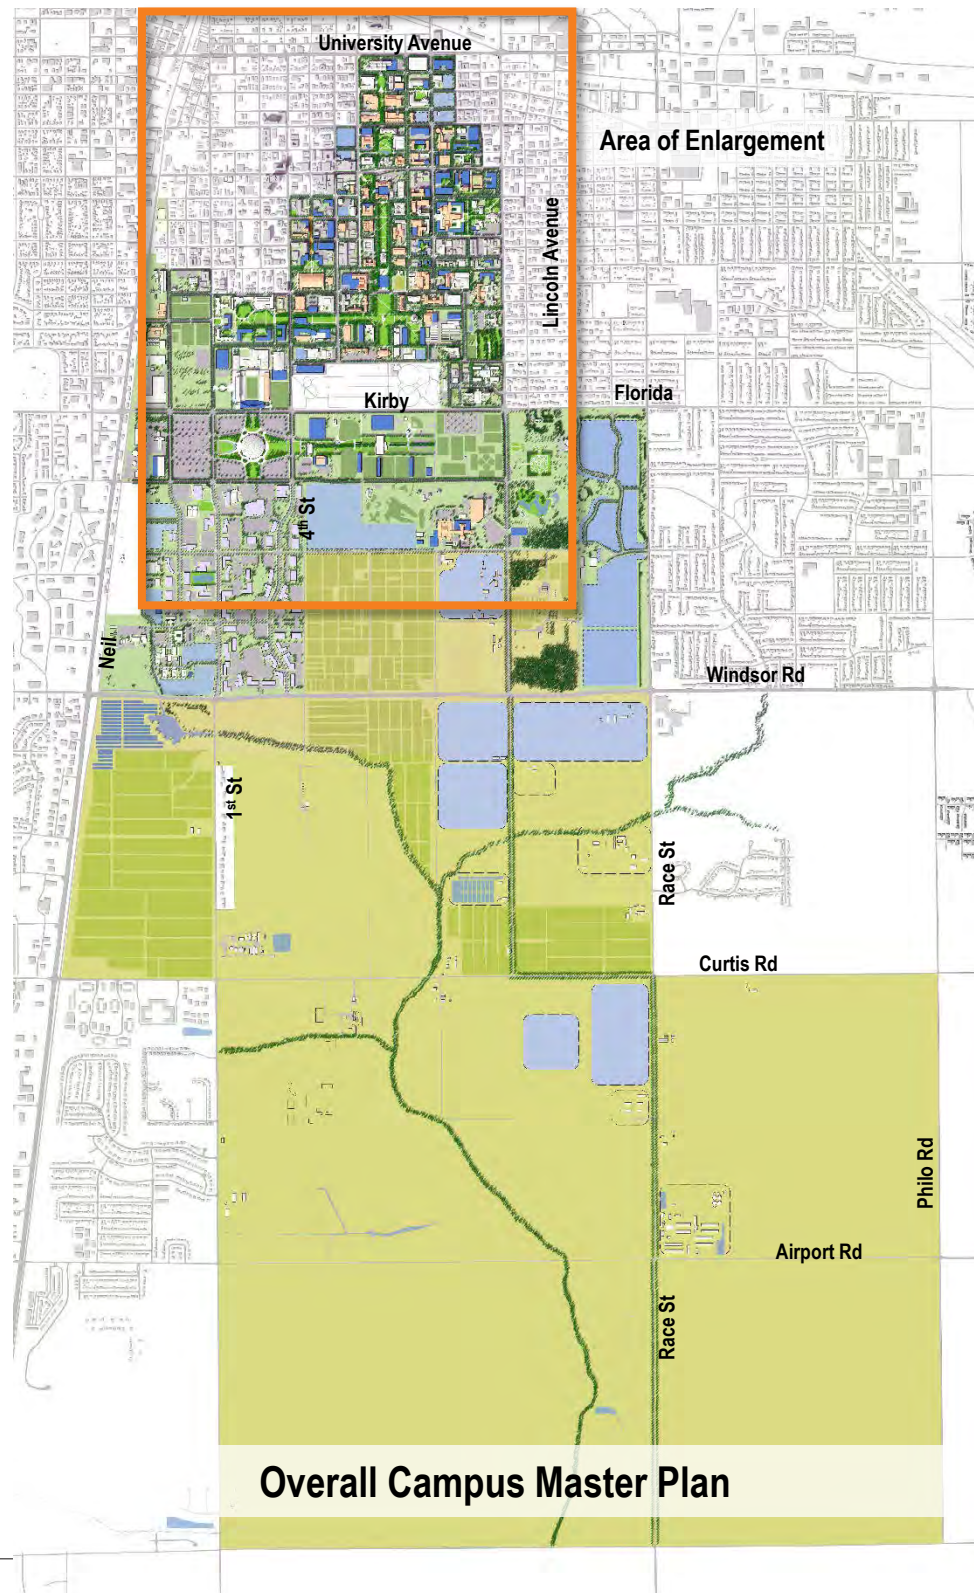 University Avenue
Area of Enlargement
Lincoln Avenue
Kirby
Florida
4th St
Neil
Windsor Rd
1st St
Race St
Curtis Rd
Philo Rd
Airport Rd
Race St
Overall Campus Master Plan